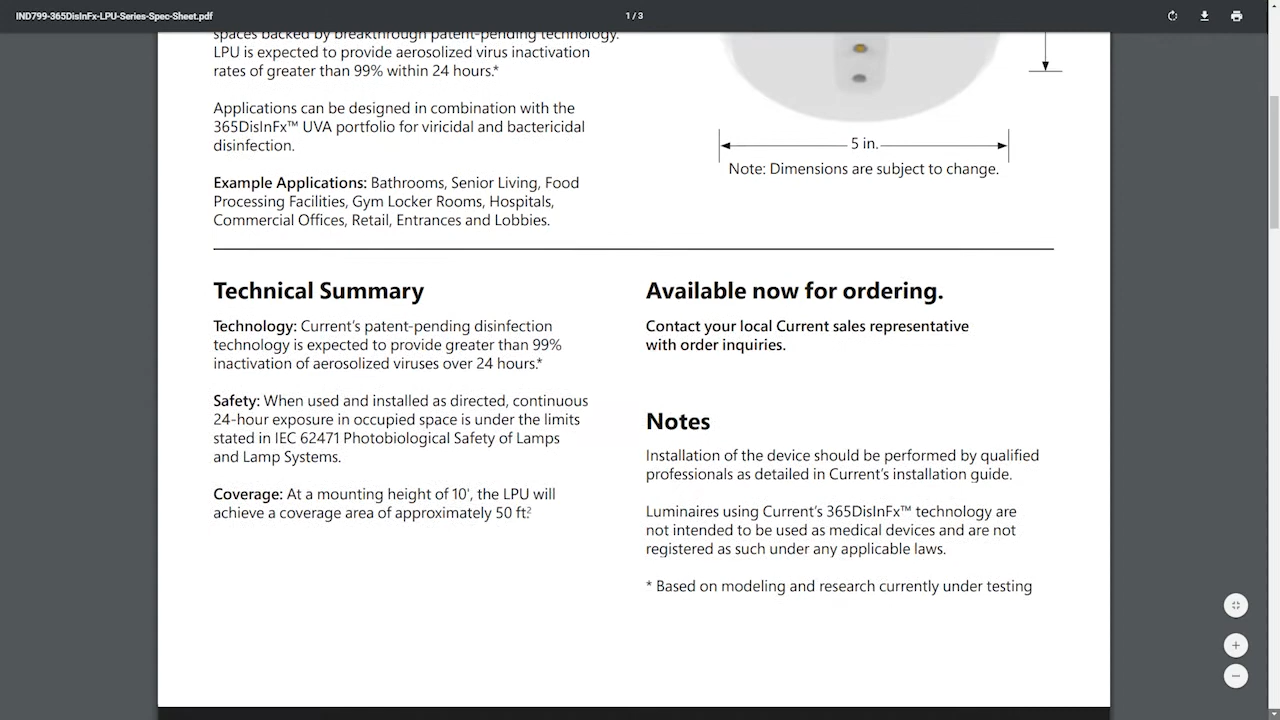 IND799-365DisInFx-LPU-Series-Spec-Sheet.pdf
1 / 3
spaces backed by breakthrough patent-pending technology.
LPU is expected to provide aerosolized virus inactivation
rates of greater than 99% within 24 hours.*
Applications can be designed in combination with the
365DisInFx™ UVA portfolio for viricidal and bactericidal
disinfection.
Example Applications: Bathrooms, Senior Living, Food
Processing Facilities, Gym Locker Rooms, Hospitals,
Commercial Offices, Retail, Entrances and Lobbies.
5 in.
Note: Dimensions are subject to change.
Technical Summary
Technology: Current’s patent-pending disinfection
technology is expected to provide greater than 99%
inactivation of aerosolized viruses over 24 hours.*
Safety: When used and installed as directed, continuous
24-hour exposure in occupied space is under the limits
stated in IEC 62471 Photobiological Safety of Lamps
and Lamp Systems.
Coverage: At a mounting height of 10', the LPU will
achieve a coverage area of approximately 50 ft.²
Available now for ordering.
Contact your local Current sales representative
with order inquiries.
Notes
Installation of the device should be performed by qualified
professionals as detailed in Current’s installation guide.
Luminaires using Current’s 365DisInFx™ technology are
not intended to be used as medical devices and are not
registered as such under any applicable laws.
* Based on modeling and research currently under testing